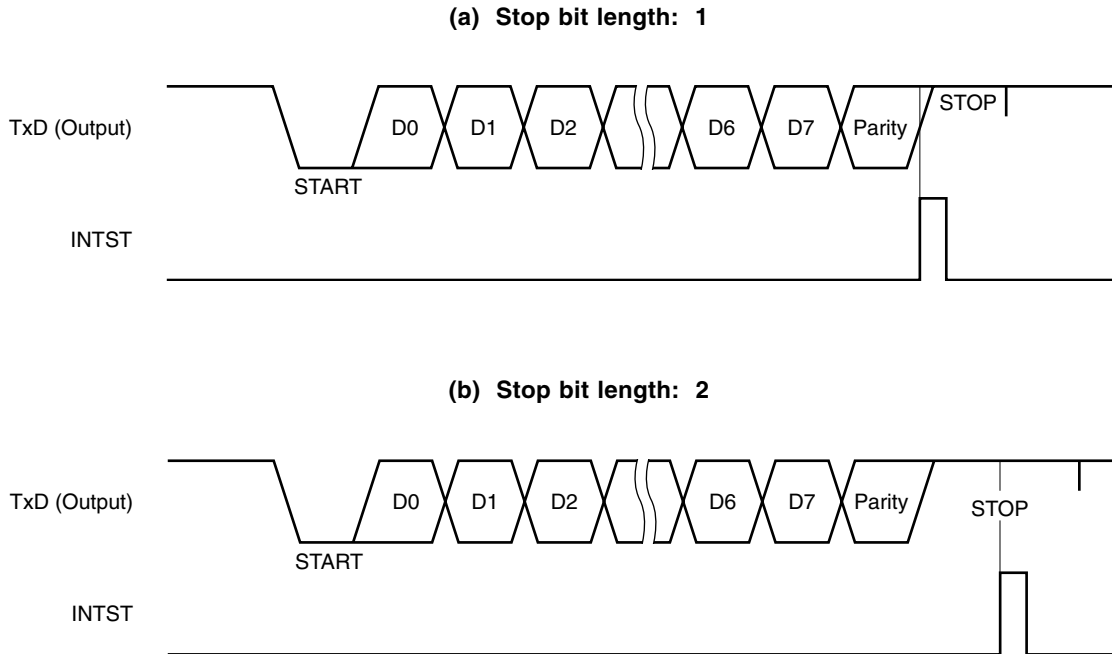 (a) Stop bit length: 1
TxD (Output)
D0 D1 D2 D6 D7 Parity
STOP
START
INTST
(b) Stop bit length: 2
TxD (Output)
D0 D1 D2 D6 D7 Parity
STOP
START
INTST